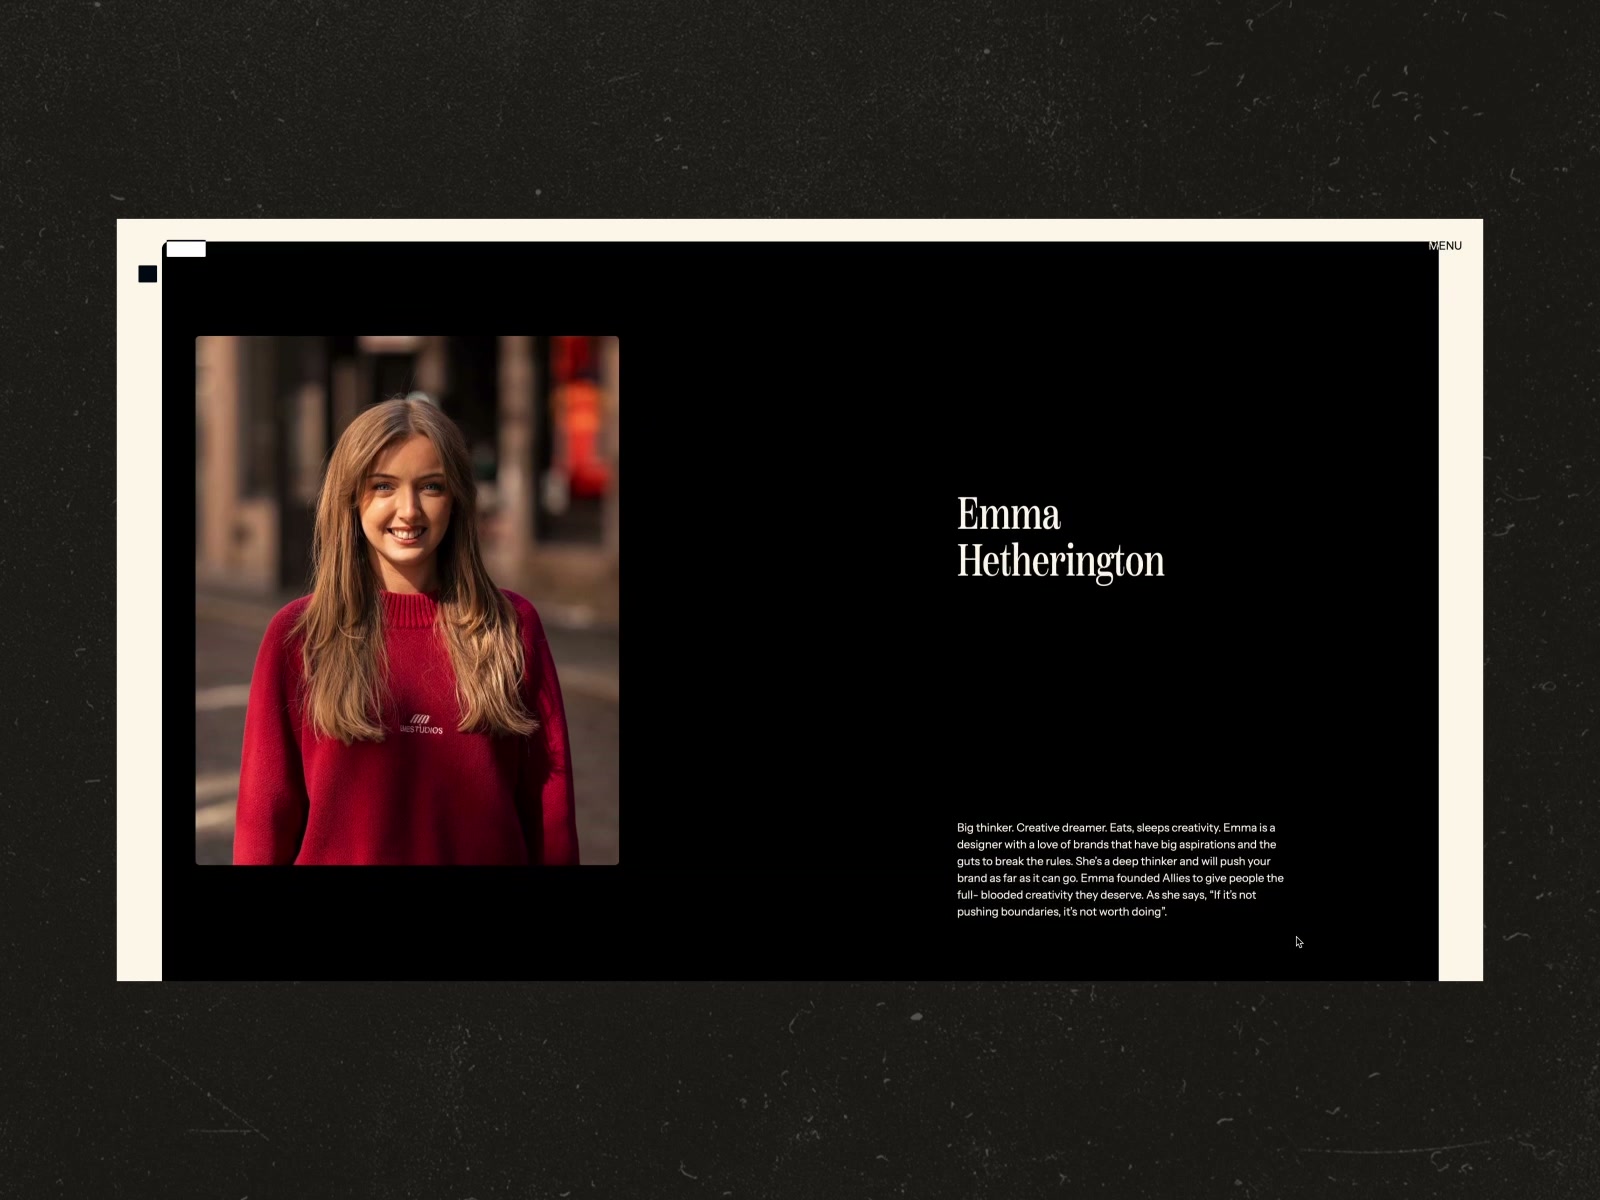 MENU
Emma
Hetherington
Big thinker. Creative dreamer. Eats, sleeps creativity. Emma is a
designer with a love of brands that have big aspirations and the
guts to break the rules. She’s a deep thinker and will push your
brand as far as it can go. Emma founded Allies to give people the
full- blooded creativity they deserve. As she says, “If it’s not
pushing boundaries, it’s not worth doing”.